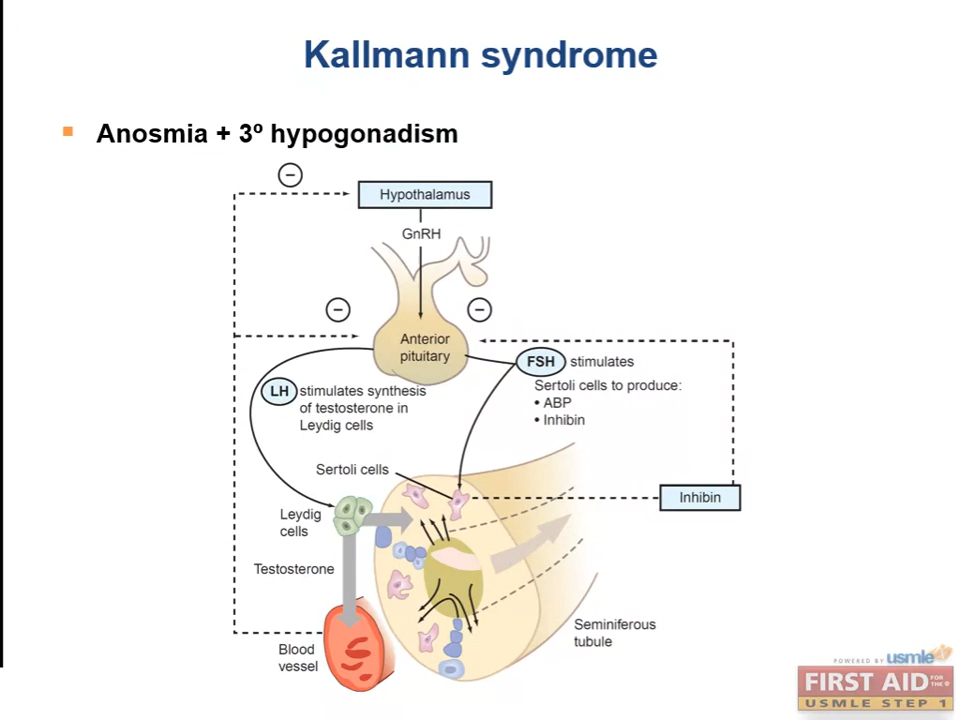 Kallmann syndrome
▪ Anosmia + 3º hypogonadism
Hypothalamus
GnRH
Anterior
pituitary
FSH stimulates
Sertoli cells to produce:
• ABP
• Inhibin
LH stimulates synthesis
of testosterone in
Leydig cells
Sertoli cells
Inhibin
Leydig
cells
Testosterone
Seminiferous
tubule
Blood
vessel
POWERED BY usmle
FIRST AID FOR THE
USMLE STEP 1